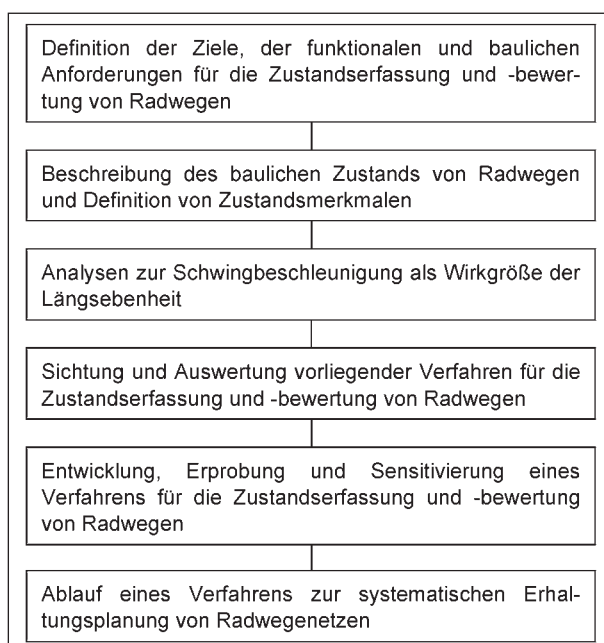 Definition der Ziele, der funktionalen und baulichen
Anforderungen für die Zustandserfassung und -bewer-
tung von Radwegen
Beschreibung des baulichen Zustands von Radwegen
und Definition von Zustandsmerkmalen
Analysen zur Schwingbeschleunigung als Wirkgröße der
Längsebenheit
Sichtung und Auswertung vorliegender Verfahren für die
Zustandserfassung und -bewertung von Radwegen
Entwicklung, Erprobung und Sensitivierung eines
Verfahrens für die Zustandserfassung und -bewertung
von Radwegen
Ablauf eines Verfahrens zur systematischen Erhal-
tungsplanung von Radwegenetzen